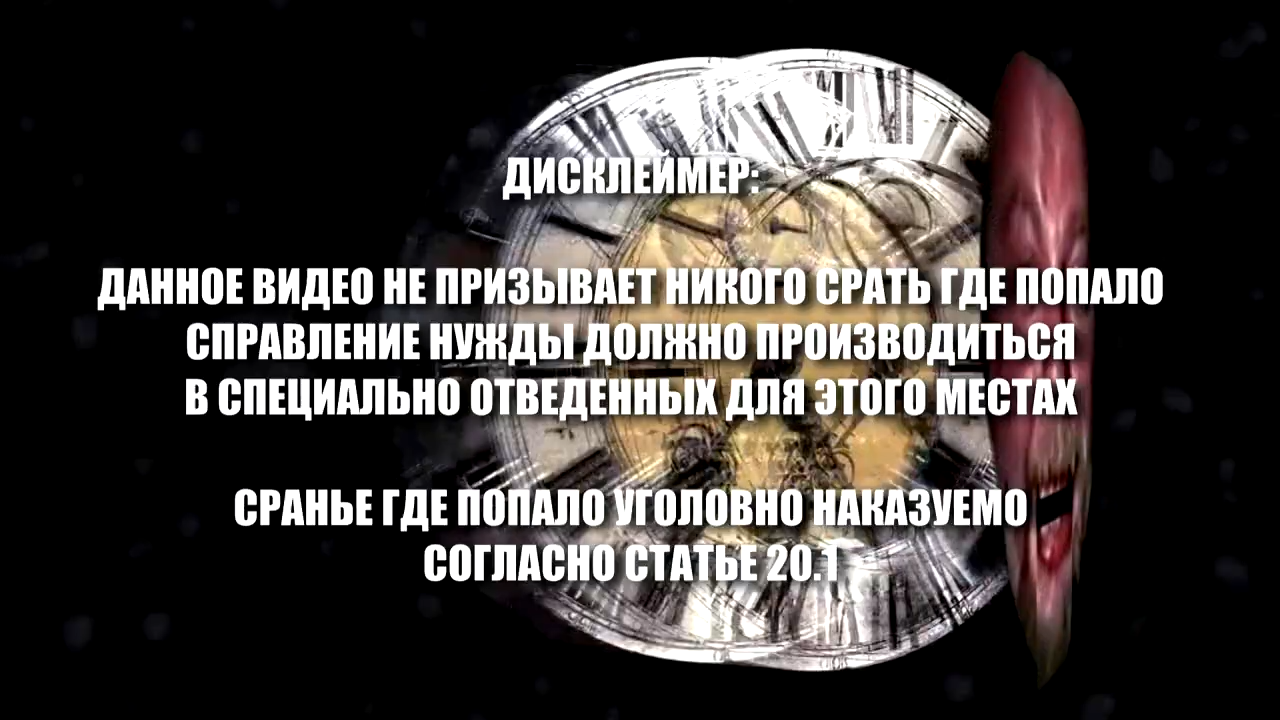 ДИСКЛЕЙМЕР:
ДАННОЕ ВИДЕО НЕ ПРИЗЫВАЕТ НИКОГО СРАТЬ ГДЕ ПОПАЛО
СПРАВЛЕНИЕ НУЖДЫ ДОЛЖНО ПРОИЗВОДИТЬСЯ
В СПЕЦИАЛЬНО ОТВЕДЕННЫХ ДЛЯ ЭТОГО МЕСТАХ
СРАНЬЕ ГДЕ ПОПАЛО УГОЛОВНО НАКАЗУЕМО
СОГЛАСНО СТАТЬЕ 20.1